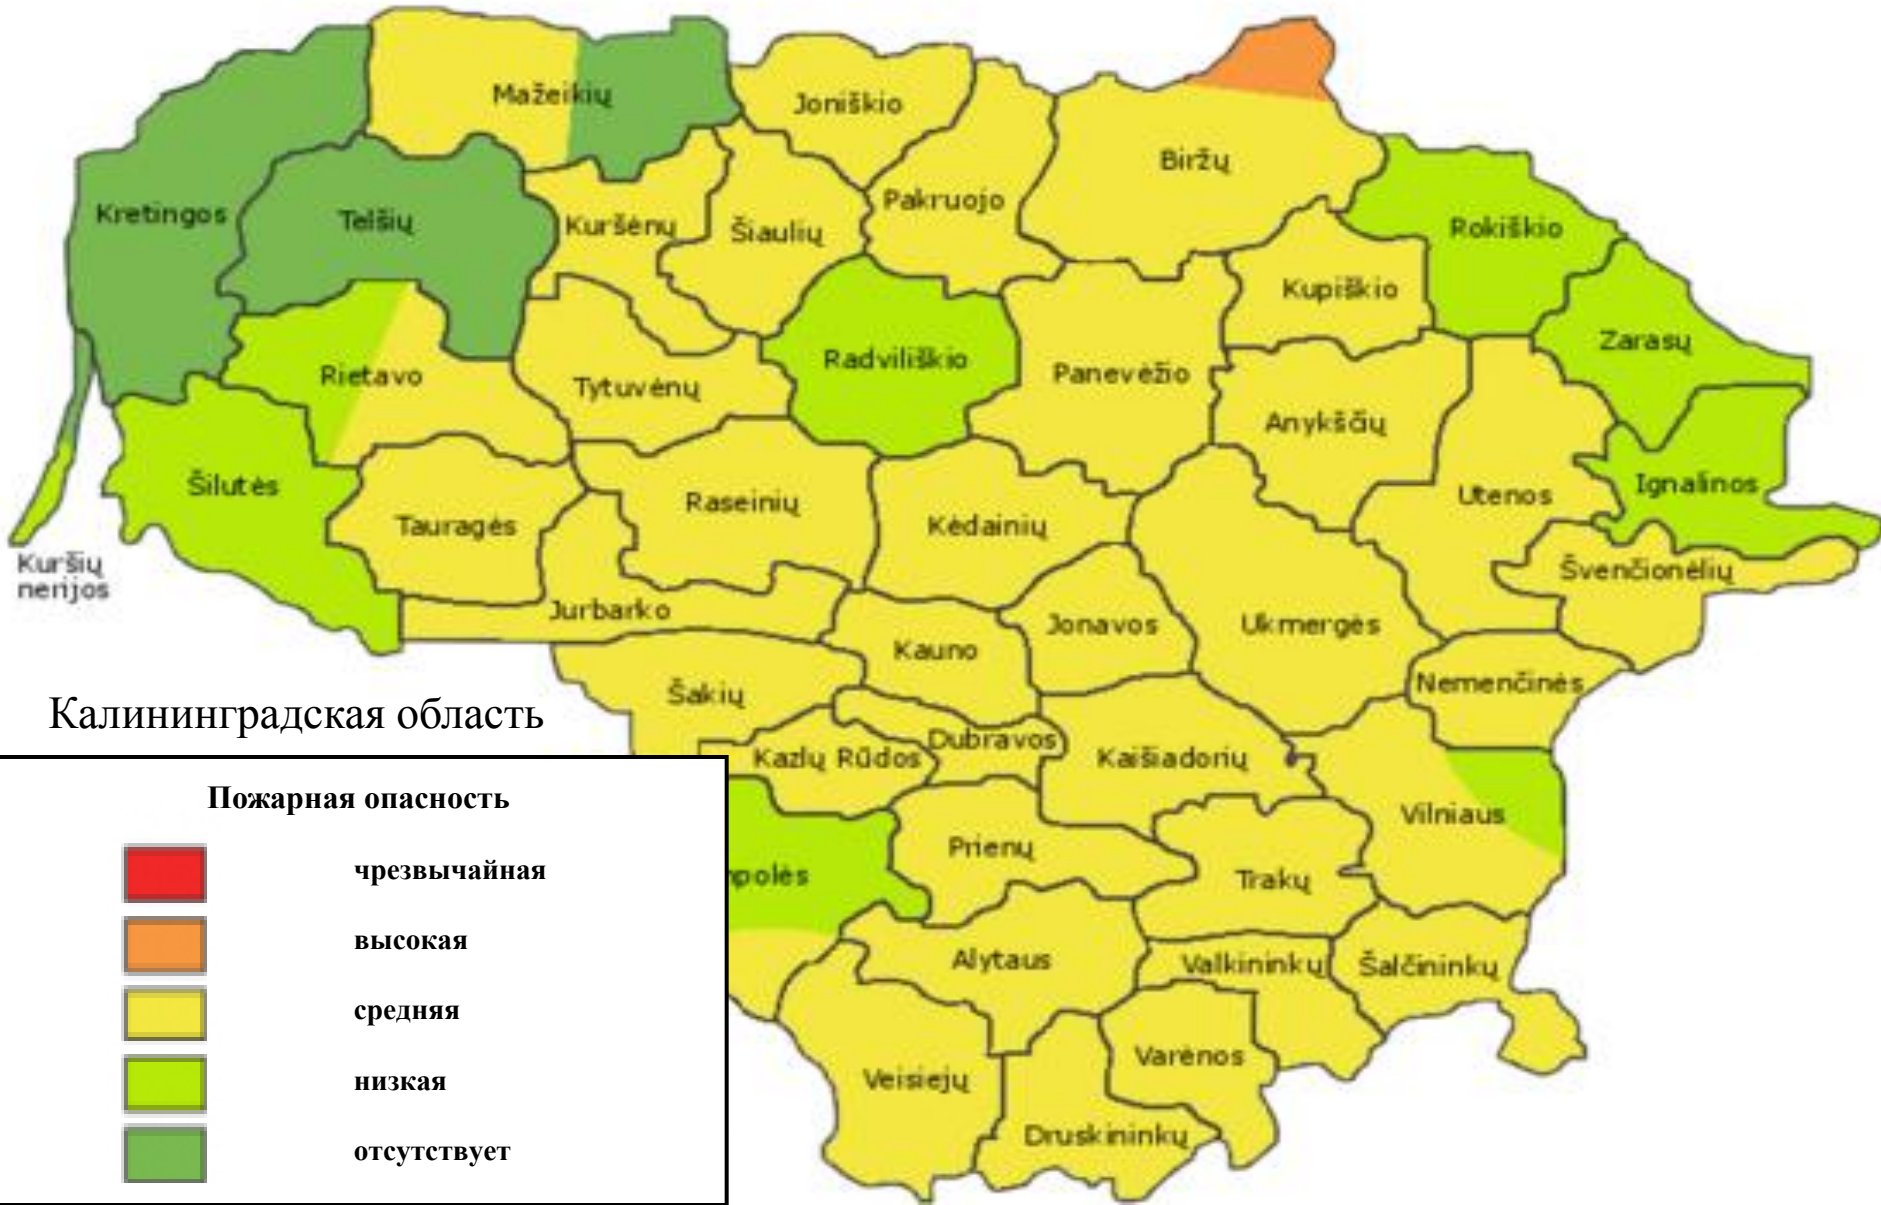 Mažeikių
Joniškio
Biržų
Kretingos
Telšių
Kuršėnų
Šiaulių
Pakruojo
Rokiškio
Kupiškio
Zarasų
Rietavo
Tytuvėnų
Radviliškio
Panevėžio
Anykščių
Šilutės
Tauragės
Raseinių
Kėdainių
Utenos
Ignalinos
Kuršių
nerijos
Švenčionėlių
Jurbarko
Kauno
Jonavos
Ukmergės
Šakių
Nemenčinės
Калининградская область
Kazlų Rūdos
Dubravos
Kaišiadorių
Vilniaus
Prienų
Trakų
mpolės
Alytaus
Valkininkų
Šalčininkų
Veisiejų
Varėnos
Druskininkų
Пожарная опасность
чрезвычайная
высокая
средняя
низкая
отсутствует